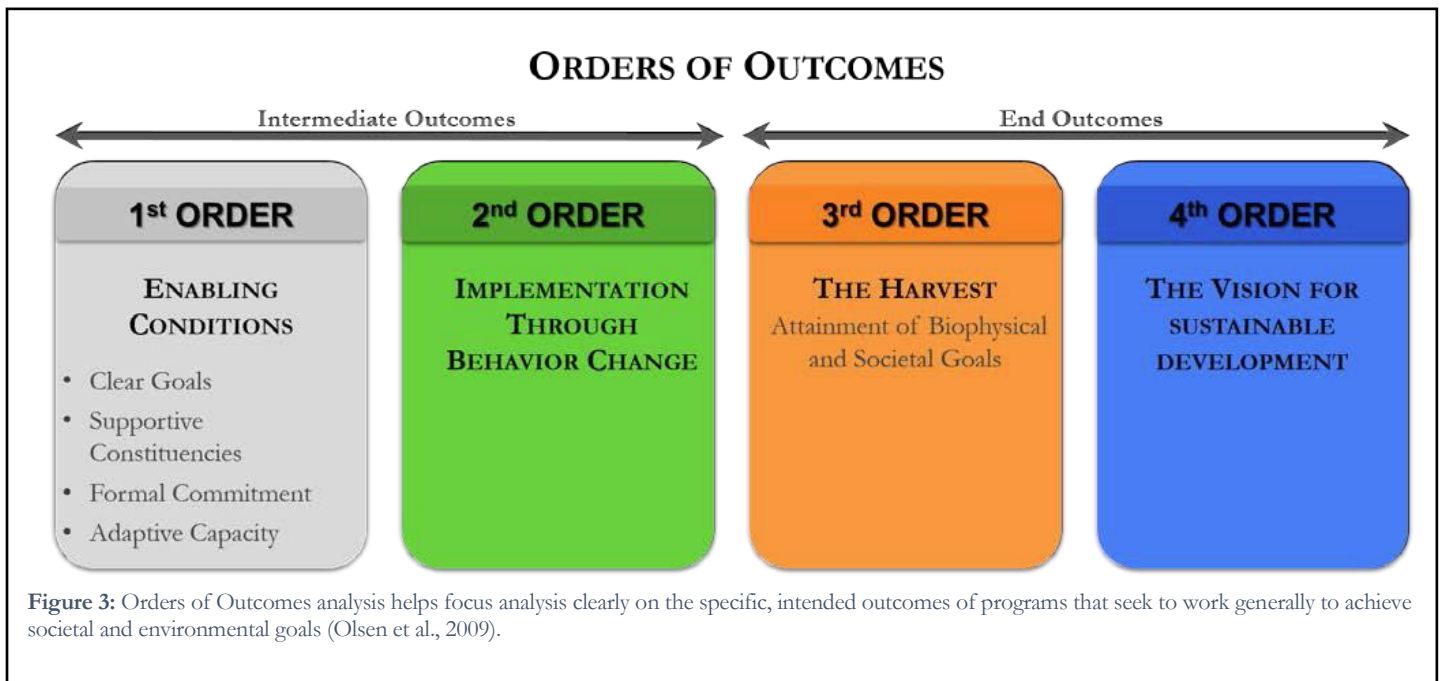 ORDERS OF OUTCOMES
Intermediate Outcomes
End Outcomes
1st ORDER
ENABLING
CONDITIONS
• Clear Goals
• Supportive
Constituencies
• Formal Commitment
• Adaptive Capacity
2nd ORDER
IMPLEMENTATION
THROUGH
BEHAVIOR CHANGE
3rd ORDER
THE HARVEST
Attainment of Biophysical
and Societal Goals
4th ORDER
THE VISION FOR
SUSTAINABLE
DEVELOPMENT
Figure 3: Orders of Outcomes analysis helps focus analysis clearly on the specific, intended outcomes of programs that seek to work generally to achieve
societal and environmental goals (Olsen et al., 2009).